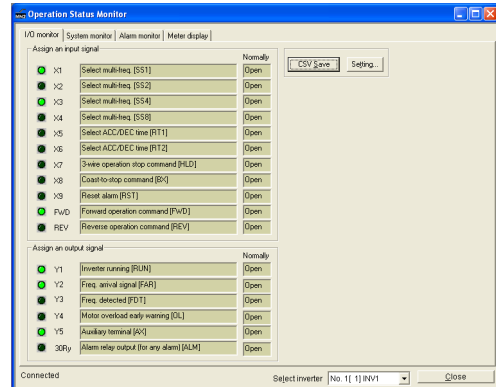 MNT Operation Status Monitor
I/O monitor System monitor Alarm monitor Meter display
Assign an input signal
Normally
X1 Select multi-freq. [SS1] Open
X2 Select multi-freq. [SS2] Open
X3 Select multi-freq. [SS4] Open
X4 Select multi-freq. [SS8] Open
X5 Select ACC/DEC time [RT1] Open
X6 Select ACC/DEC time [RT2] Open
X7 3-wire operation stop command [HLD] Open
X8 Coast-to-stop command [BX] Open
X9 Reset alarm [RST] Open
FWD Forward operation command [FWD] Open
REV Reverse operation command [REV] Open
CSV Save Setting...
Assign an output signal
Normally
Y1 Inverter running [RUN] Open
Y2 Freq. arrival signal [FAR] Open
Y3 Freq. detected [FDT] Open
Y4 Motor overload early warning [OL] Open
Y5 Auxiliary terminal [AX] Open
30Ry Alarm relay output (for any alarm) [ALM] Open
Connected Select inverter No. 1[ 1] INV1 Close